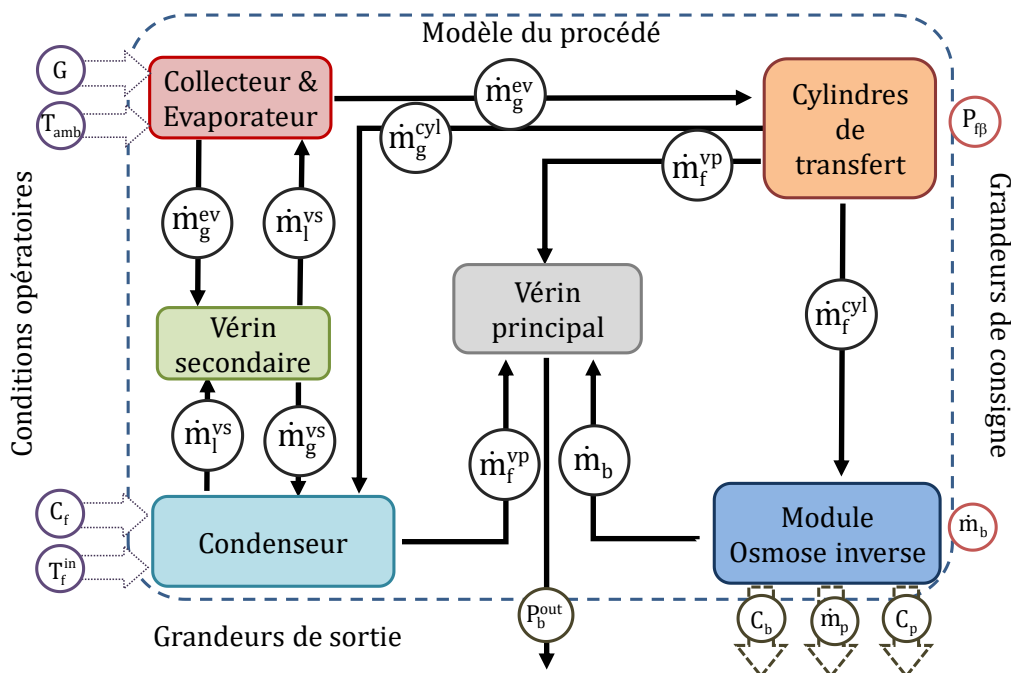 Modèle du procédé
G
T_amb
Collecteur &
Evaporateur
ṁ_g^ev
ṁ_g^cyl
ṁ_f^vp
Cylindres
de
transfert
P_fβ
Conditions opératoires
Grandeurs de consigne
ṁ_g^ev
ṁ_l^vs
Vérin
secondaire
Vérin
principal
ṁ_f^cyl
ṁ_l^vs
ṁ_g^vs
ṁ_f^vp
ṁ_b
C_f
T_f^in
Condenseur
Module
Osmose inverse
ṁ_b
P_b^out
C_b
ṁ_p
C_p
Grandeurs de sortie